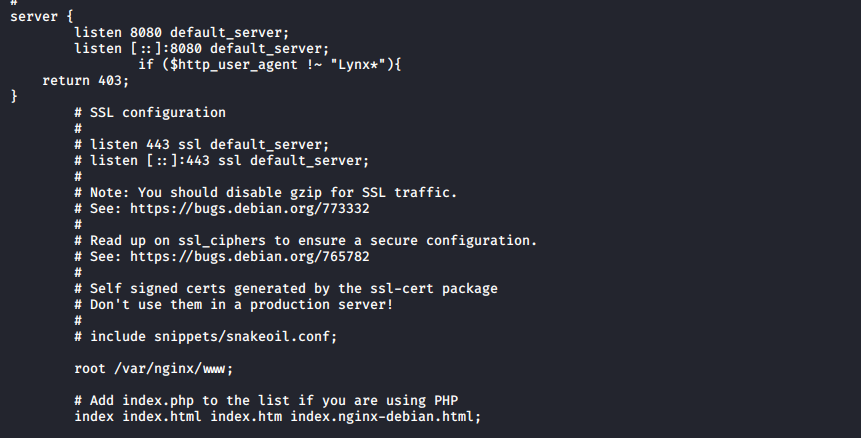 #
server {
        listen 8080 default_server;
        listen [::]:8080 default_server;
                if ($http_user_agent !~ "Lynx*"){
    return 403;
}
        # SSL configuration
        #
        # listen 443 ssl default_server;
        # listen [::]:443 ssl default_server;
        #
        # Note: You should disable gzip for SSL traffic.
        # See: https://bugs.debian.org/773332
        #
        # Read up on ssl_ciphers to ensure a secure configuration.
        # See: https://bugs.debian.org/765782
        #
        # Self signed certs generated by the ssl-cert package
        # Don't use them in a production server!
        #
        # include snippets/snakeoil.conf;

        root /var/nginx/www;

        # Add index.php to the list if you are using PHP
        index index.html index.htm index.nginx-debian.html;